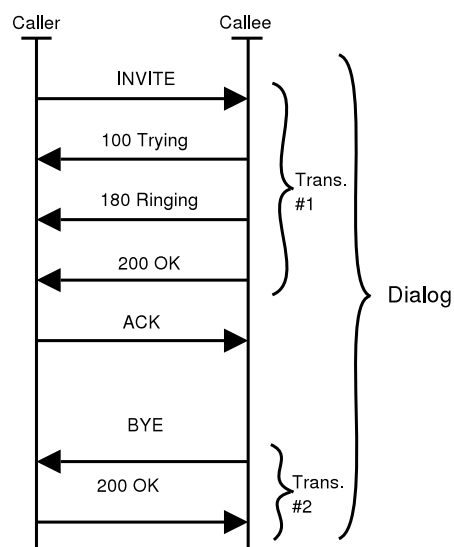 Caller
Callee
INVITE
100 Trying
180 Ringing
Trans.
#1
200 OK
Dialog
ACK
BYE
200 OK
Trans.
#2